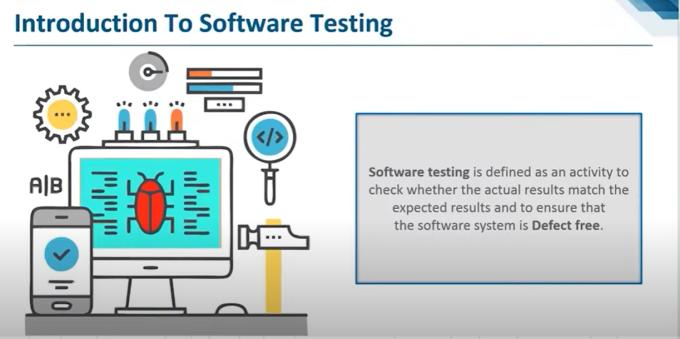 Introduction To Software Testing
A|B
</>
Software testing is defined as an activity to
check whether the actual results match the
expected results and to ensure that
the software system is Defect free.